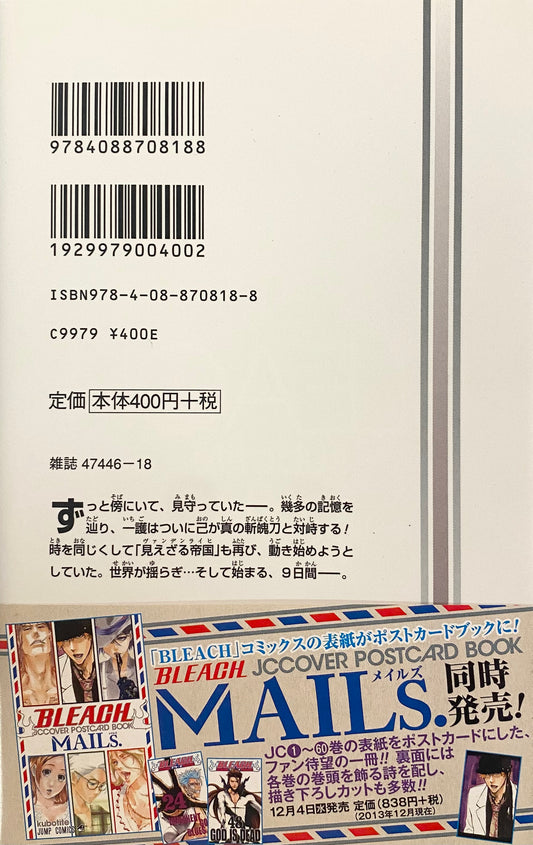 9784088708188
1929979004002
ISBN978-4-08-870818-8
C9979 ¥400E
定価 本体400円+税
雑誌 47446-18
ずっと傍にいて、見守っていた──。幾多の記憶を
辿り、一護はついに己が真の斬魄刀と対峙する!
時を同じくして「見えざる帝国」も再び、動き始めようと
していた。世界が揺らぎ…そして始まる、9日間──。
「BLEACH」コミックスの表紙がポストカードブックに!
BLEACH JCCOVER POSTCARD BOOK
メイルズ
MAILs.
同時
発売!
JC①〜60巻の表紙をポストカードにした、
ファン待望の一冊!! 裏面には
各巻の巻頭を飾る詩を配し、
描き下ろしカットも多数!!
12月4日水発売 定価(838円+税)
(2013年12月現在)
BLEACH
JCCOVER POSTCARD BOOK
MAILs.
kubotite
JUMP COMICS
BLEACH
24
BLEACH
48
GOD IS DEAD